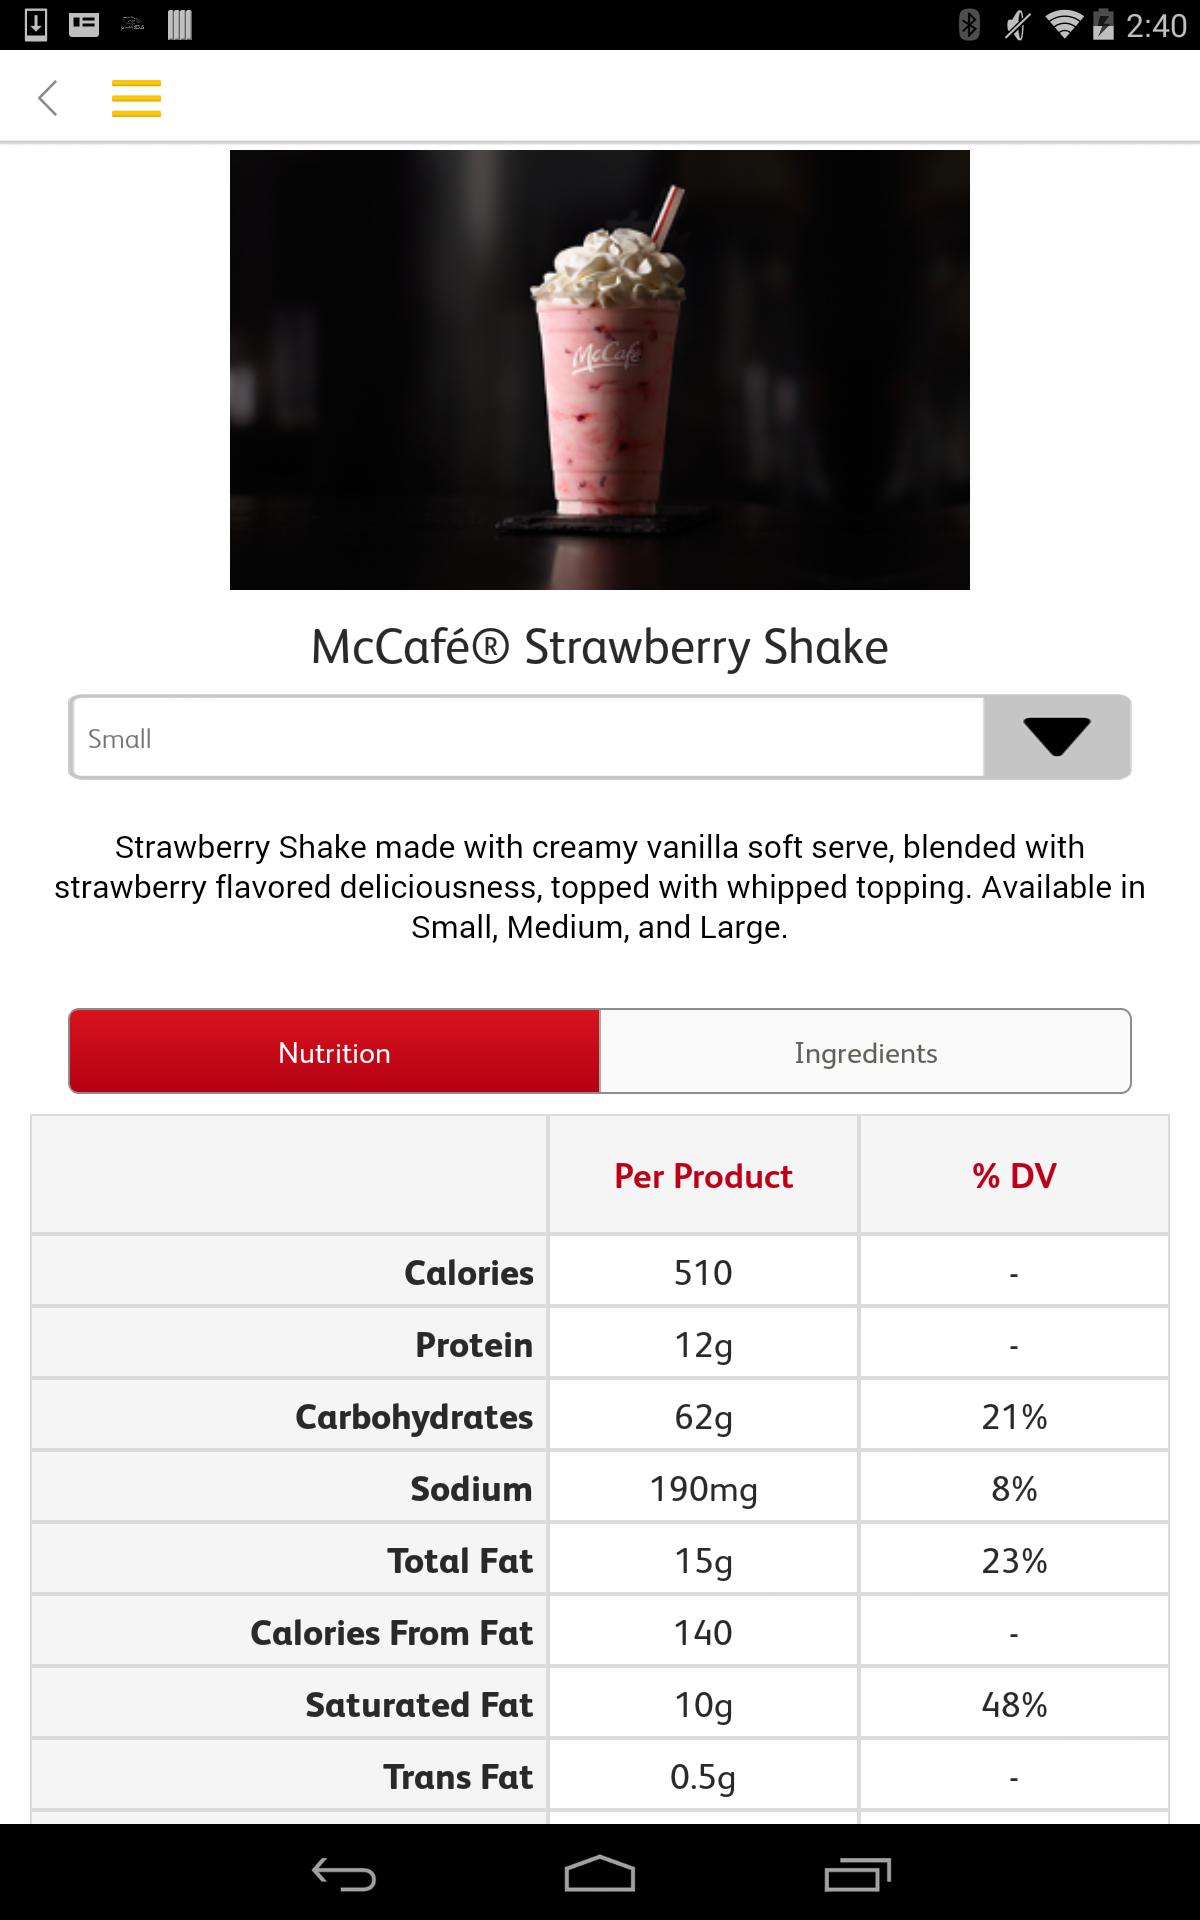 2:40
McCafé
McCafé® Strawberry Shake
Small
Strawberry Shake made with creamy vanilla soft serve, blended with
strawberry flavored deliciousness, topped with whipped topping. Available in
Small, Medium, and Large.
Nutrition Ingredients
Per Product % DV
Calories 510 -
Protein 12g -
Carbohydrates 62g 21%
Sodium 190mg 8%
Total Fat 15g 23%
Calories From Fat 140 -
Saturated Fat 10g 48%
Trans Fat 0.5g -